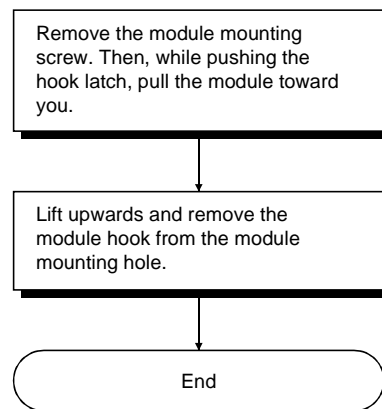 Remove the module mounting
screw. Then, while pushing the
hook latch, pull the module toward
you.
Lift upwards and remove the
module hook from the module
mounting hole.
End